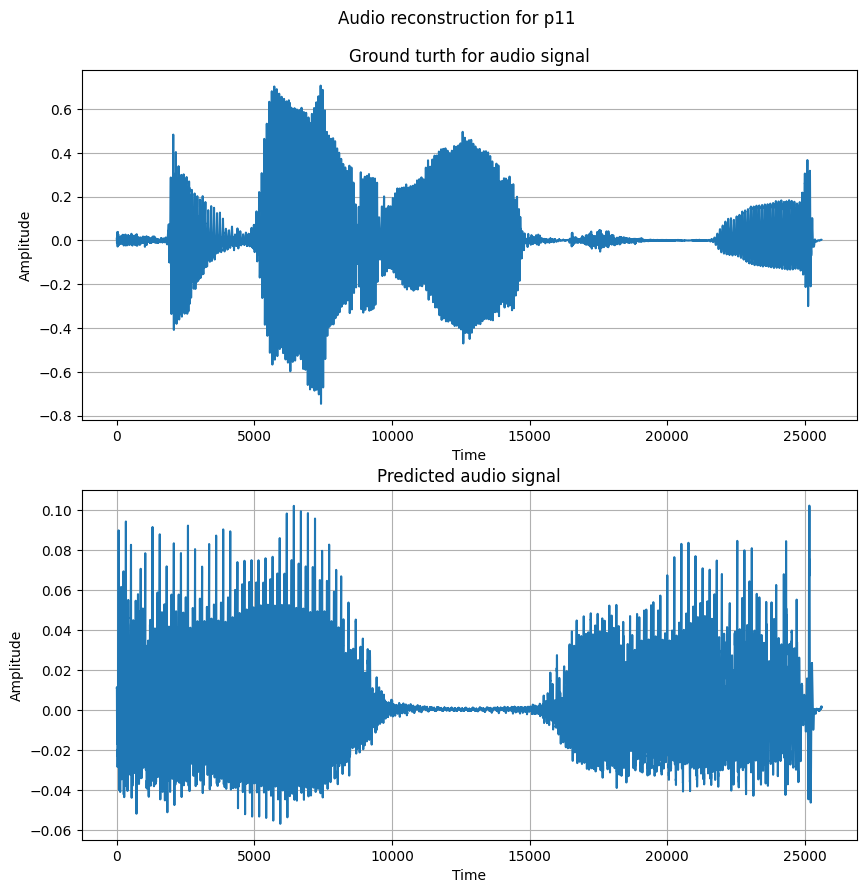 Audio reconstruction for p11
Ground turth for audio signal
0.6
0.4
0.2
0.0
−0.2
−0.4
−0.6
−0.8
Amplitude
0 5000 10000 15000 20000 25000
Time
Predicted audio signal
0.10
0.08
0.06
0.04
0.02
0.00
−0.02
−0.04
−0.06
Amplitude
0 5000 10000 15000 20000 25000
Time